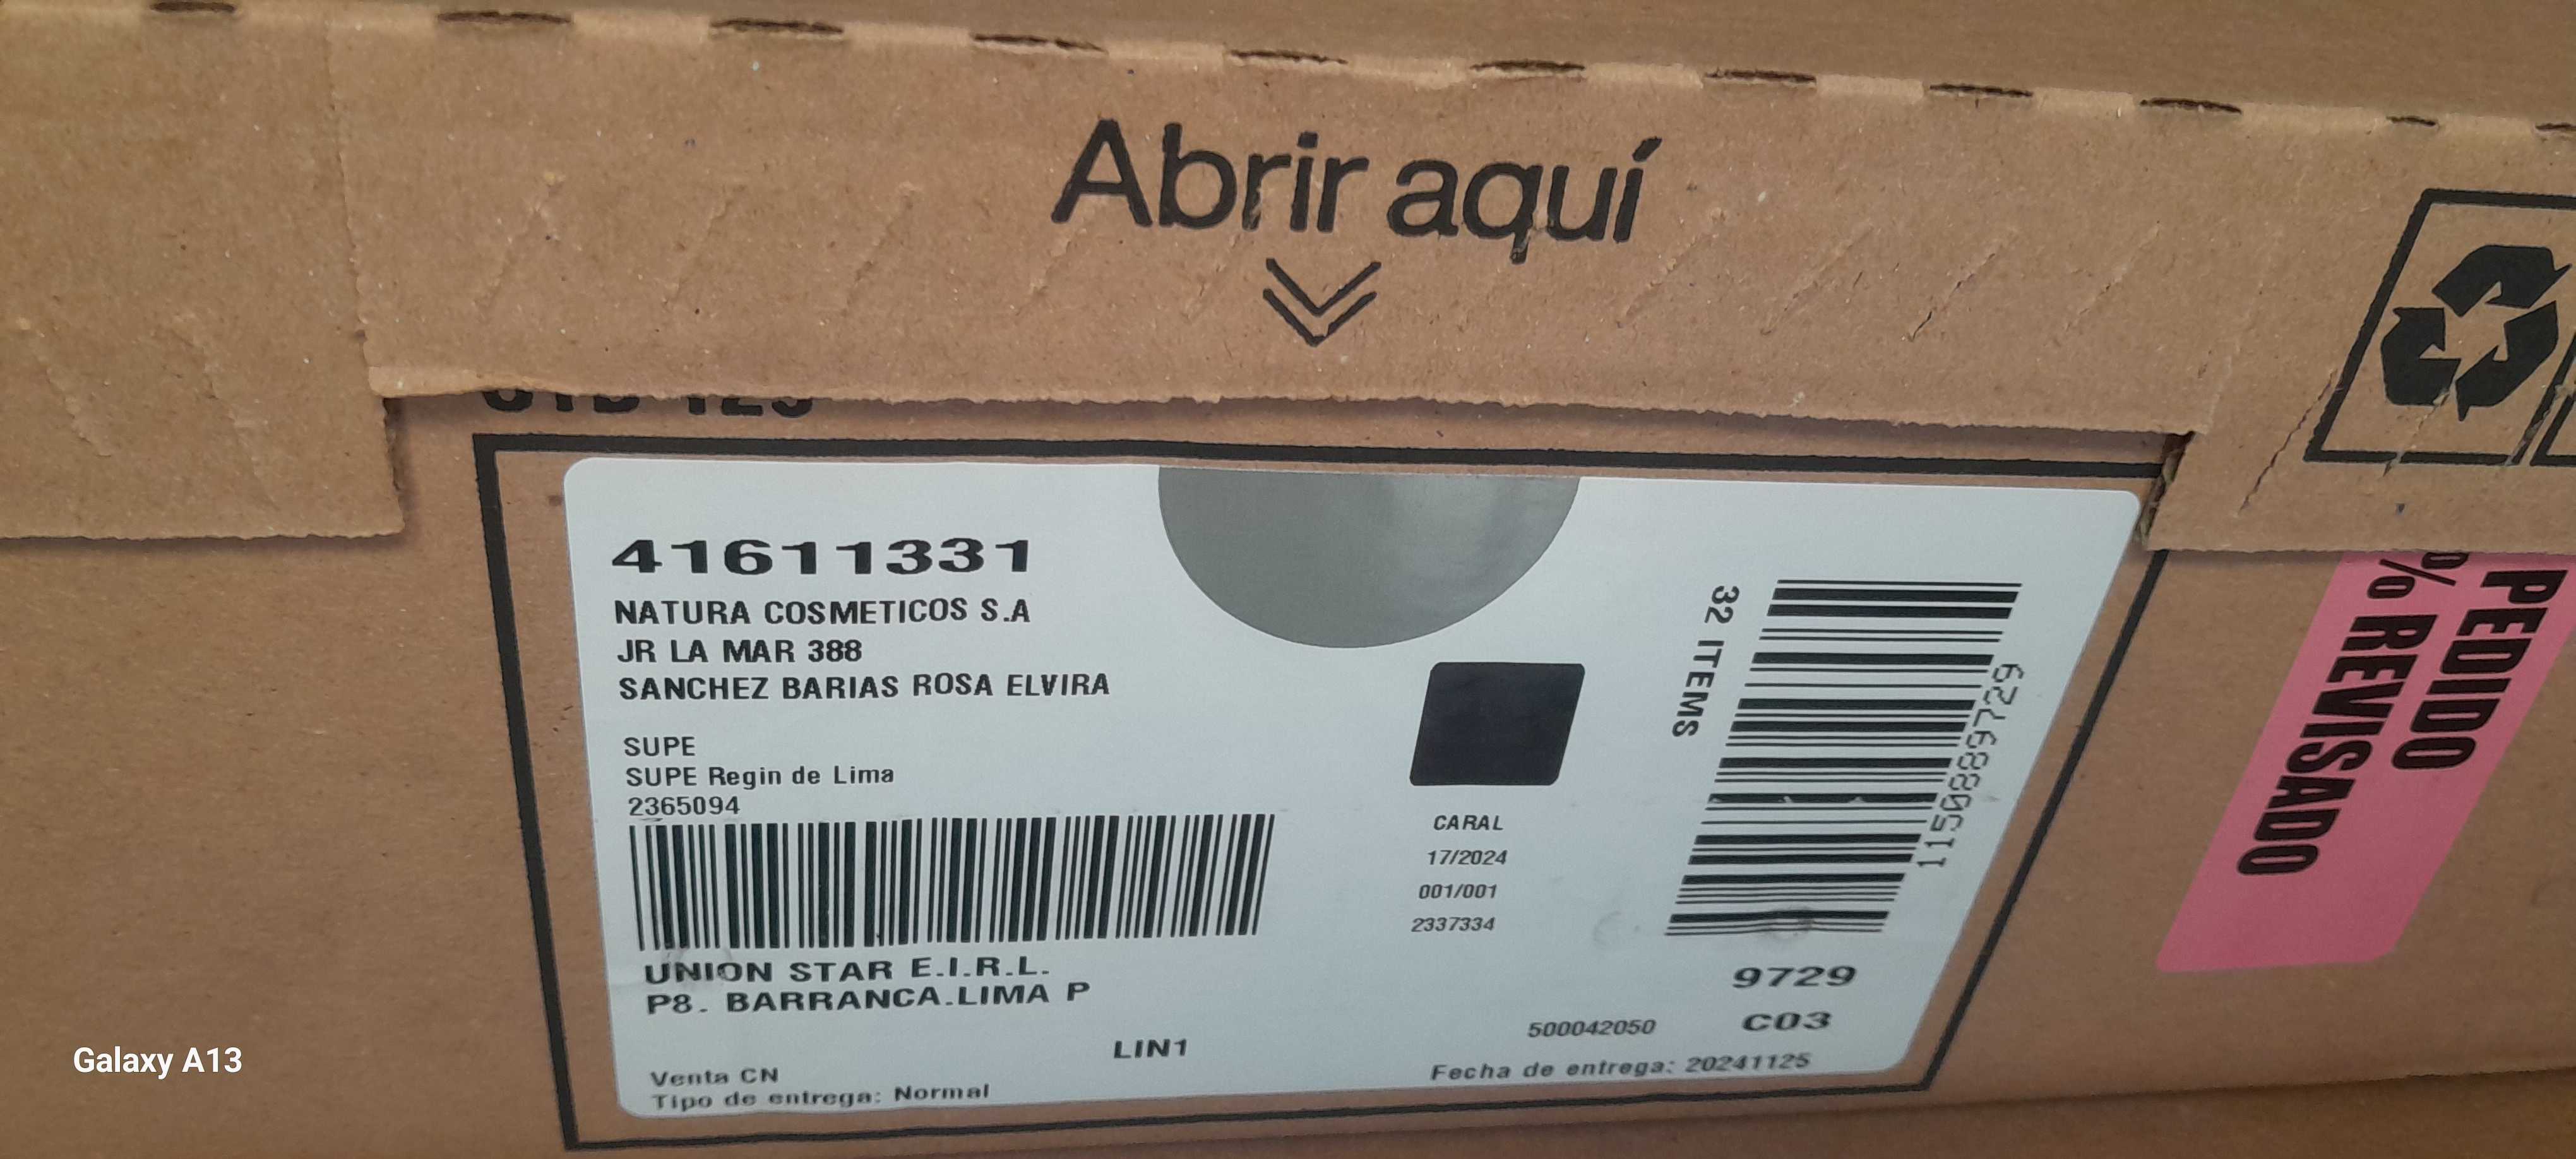 Abrir aquí
41611331
NATURA COSMETICOS S.A
JR LA MAR 388
SANCHEZ BARIAS ROSA ELVIRA
SUPE
SUPE Regin de Lima
2365094
UNION STAR E.I.R.L.
P8. BARRANCA.LIMA P
LIN1
Venta CN
Tipo de entrega: Normal
CARAL
17/2024
001/001
2337334
32 ITEMS
9729
C03
500042050
Fecha de entrega: 20241125
PEDIDO
% REVISADO
Galaxy A13